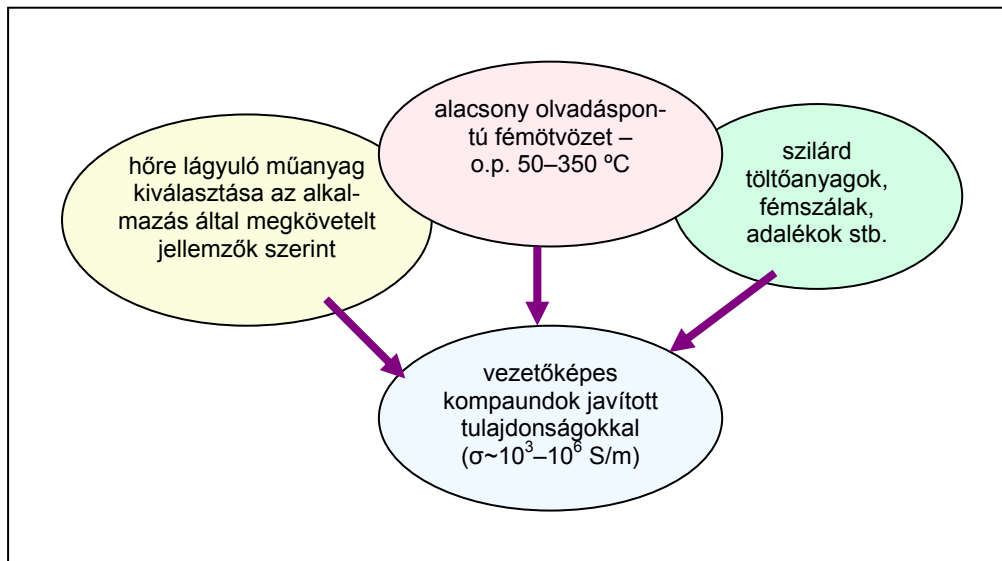 hőre lágyuló műanyag
kiválasztása az alkal-
mazás által megkövetelt
jellemzők szerint
alacsony olvadáspon-
tú fémötvözet –
o.p. 50–350 ºC
szilárd
töltőanyagok,
fémszálak,
adalékok stb.
vezetőképes
kompaundok javított
tulajdonságokkal
(σ~10³–10⁶ S/m)